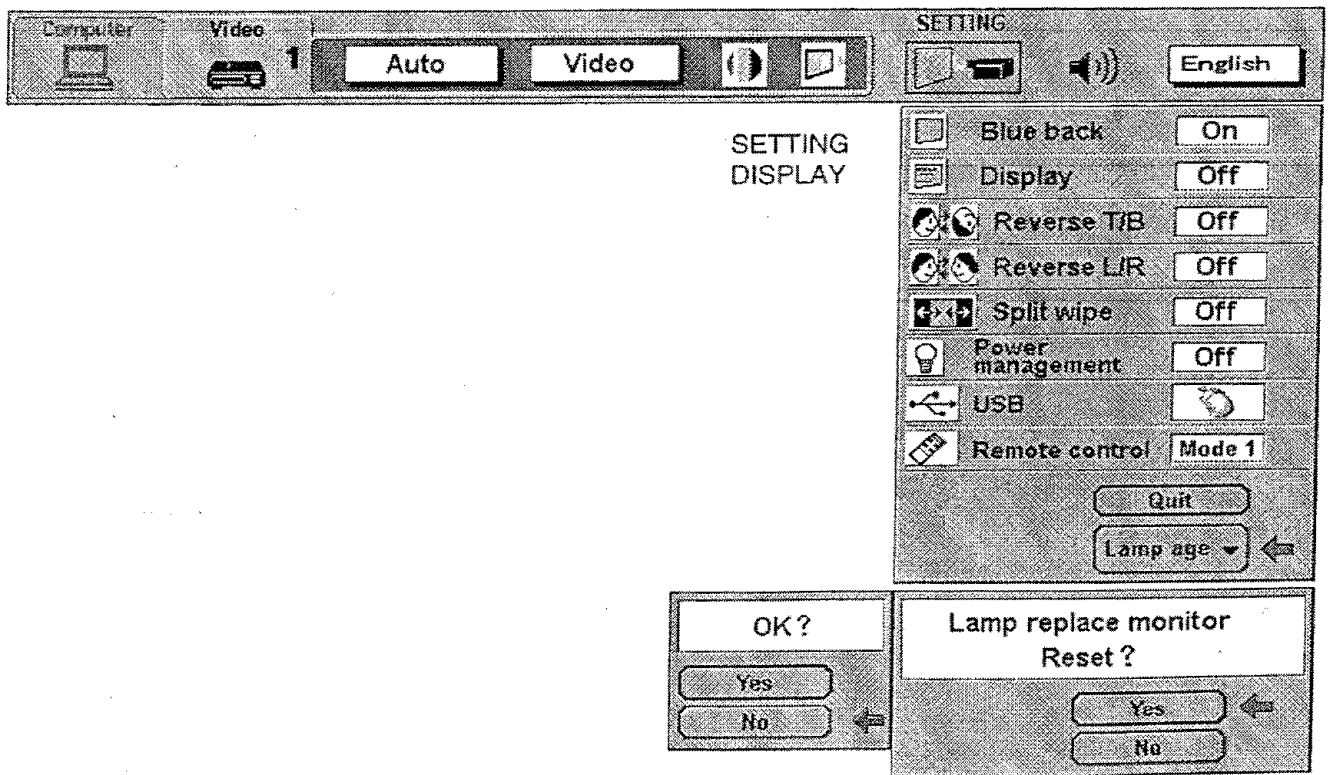 Computer
Video
1
Auto
Video
SETTING
English
SETTING
DISPLAY
Blue back On
Display Off
Reverse T/B Off
Reverse L/R Off
Split wipe Off
Power
management Off
USB
Remote control Mode 1
Quit
Lamp age
OK?
Yes
No
Lamp replace monitor
Reset?
Yes
No